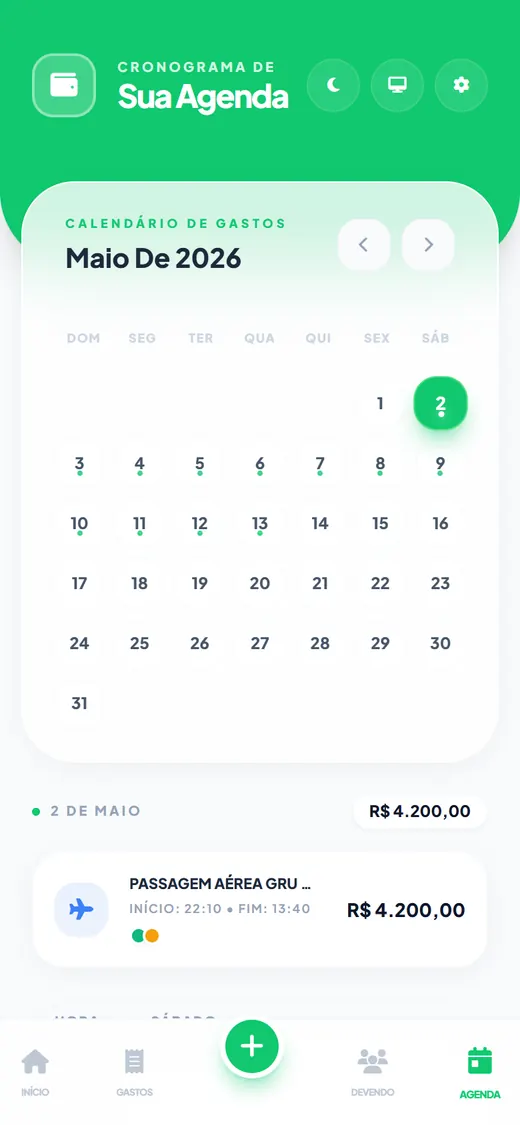 CRONOGRAMA DE
Sua Agenda
CALENDÁRIO DE GASTOS
Maio De 2026
DOM SEG TER QUA QUI SEX SÁB
1 2
3 4 5 6 7 8 9
10 11 12 13 14 15 16
17 18 19 20 21 22 23
24 25 26 27 28 29 30
31
2 DE MAIO R$ 4.200,00
PASSAGEM AÉREA GRU ...
INÍCIO: 22:10 • FIM: 13:40 R$ 4.200,00
HORA SÁBADO
INÍCIO GASTOS DEVENDO AGENDA